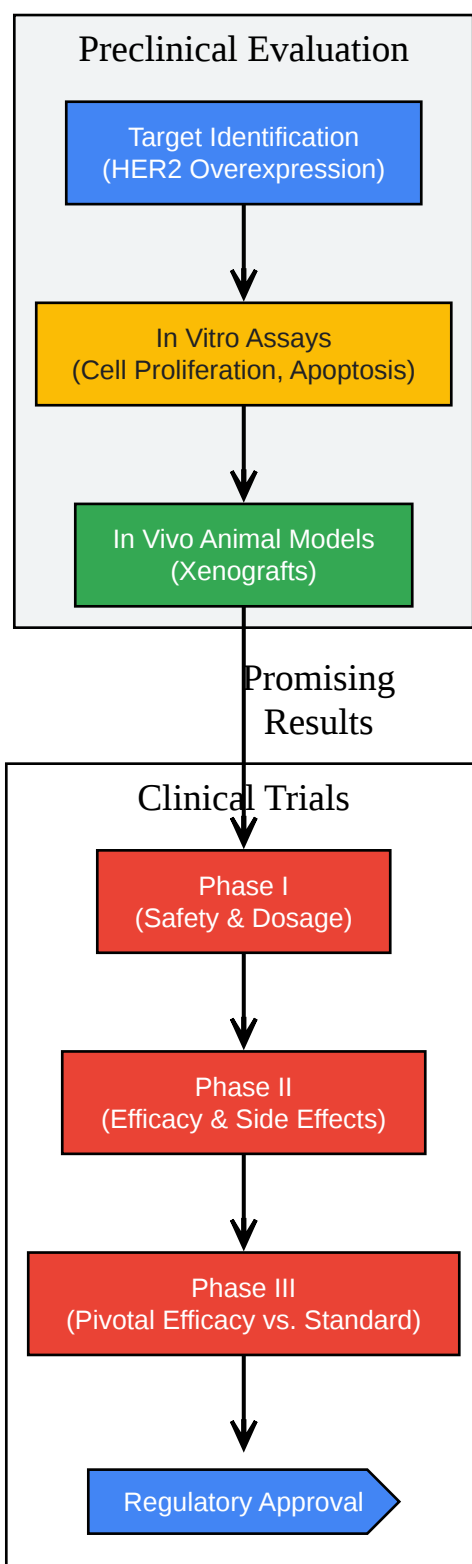 Preclinical Evaluation
Target Identification
(HER2 Overexpression)
In Vitro Assays
(Cell Proliferation, Apoptosis)
In Vivo Animal Models
(Xenografts)
Promising
Results
Clinical Trials
Phase I
(Safety & Dosage)
Phase II
(Efficacy & Side Effects)
Phase III
(Pivotal Efficacy vs. Standard)
Regulatory Approval